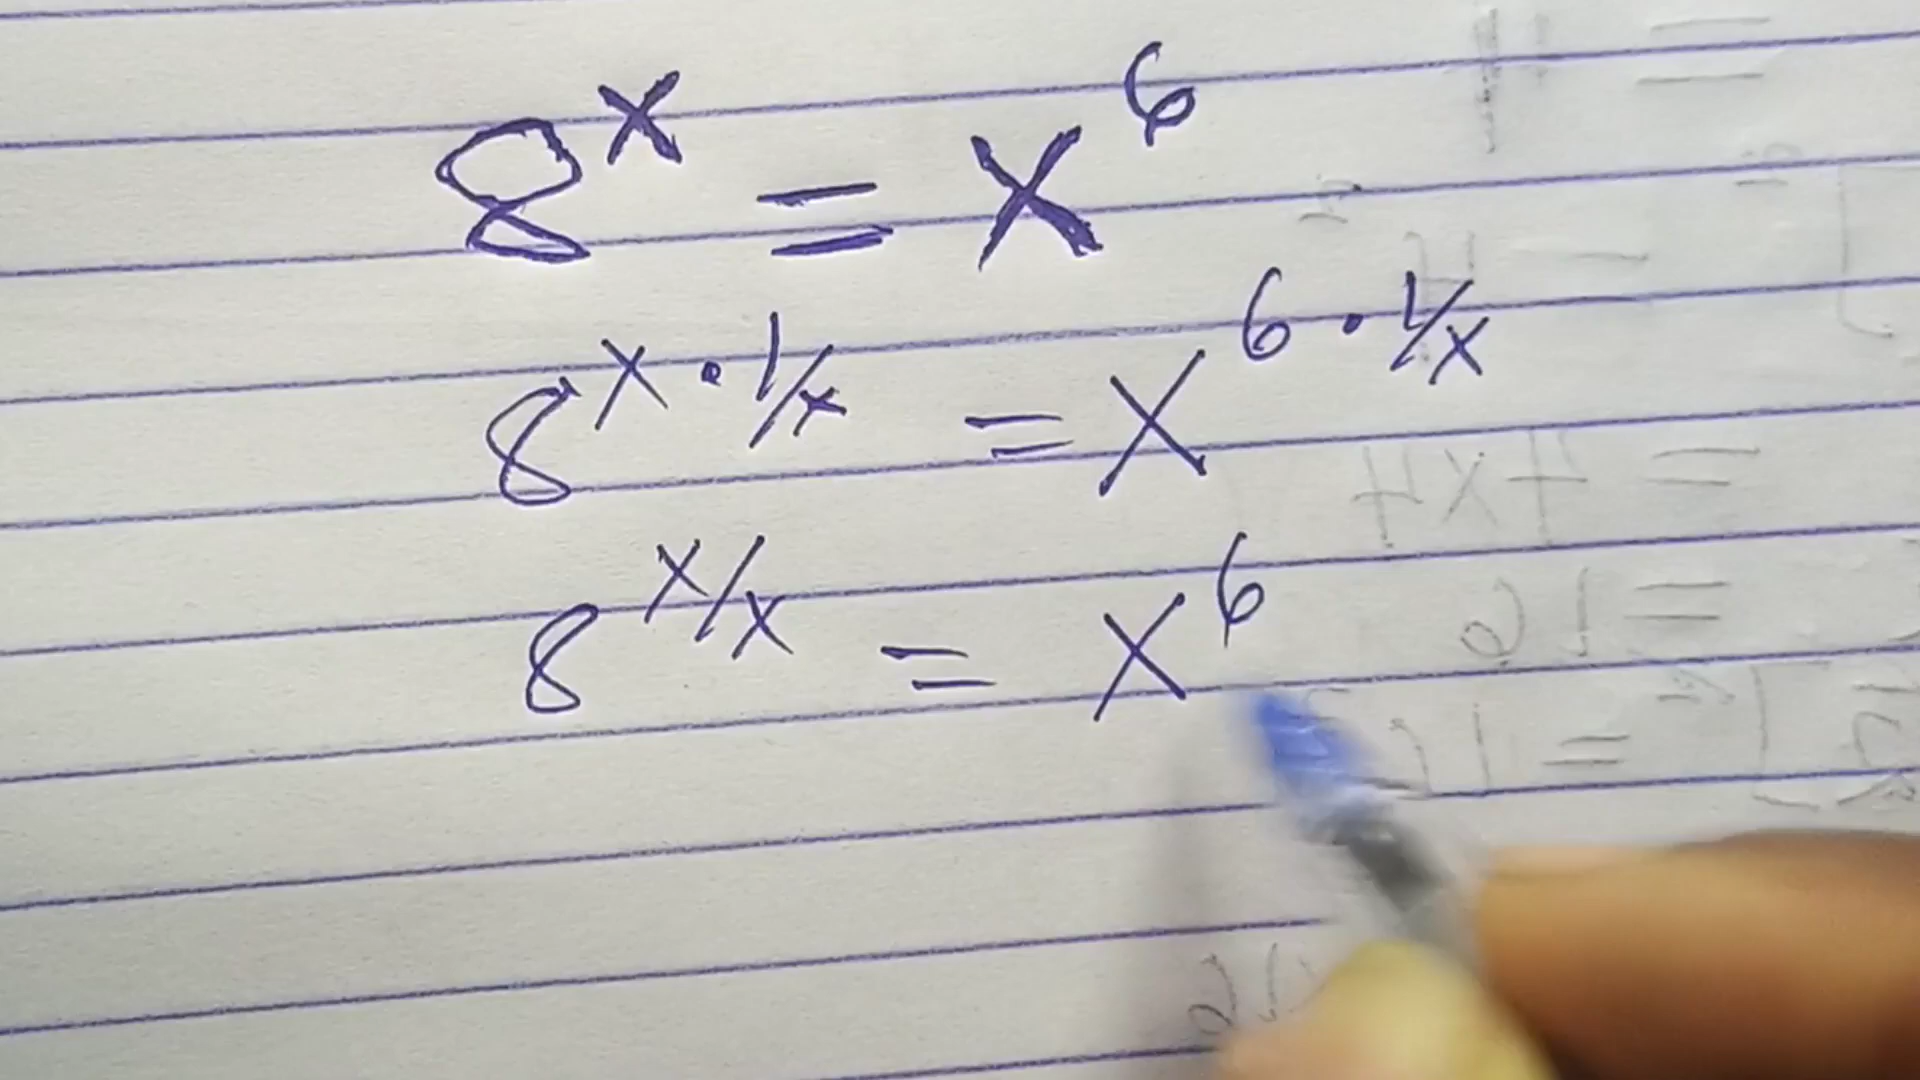 8^x = x^6
8^x · 1/x = x^6 · 1/x
8^x/x = x^6